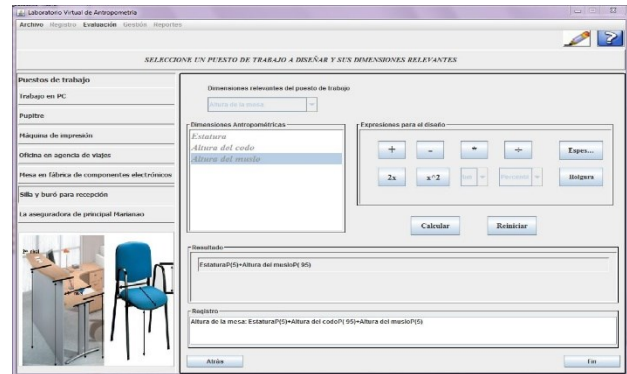 Laboratorio Virtual de Antropometría
Archivo Registro Evaluación Gestión Reportes
SELECCIONE UN PUESTO DE TRABAJO A DISEÑAR Y SUS DIMENSIONES RELEVANTES
Puestos de trabajo
Trabajo en PC
Pupitre
Máquina de impresión
Oficina en agencia de viajes
Mesa en fábrica de componentes electrónicos
Silla y buró para recepción
La aseguradora de principal Marianao
Dimensiones relevantes del puesto de trabajo
Altura de la mesa
Dimensiones Antropométricas
Estatura
Altura del codo
Altura del muslo
Expresiones para el diseño
+ - * ÷ Espes...
2x x^2 Percentil Holgura
Calcular Reiniciar
Resultado
EstaturaP(5)+Altura del musloP( 95)
Registro
Altura de la mesa: EstaturaP(5)+Altura del codoP( 95)+Altura del musloP(5)
Atrás Fin